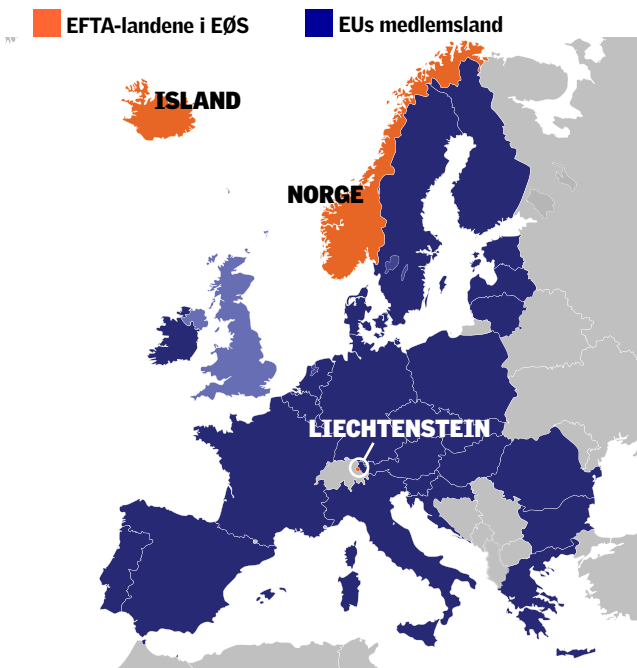 EFTA-landene i EØS
EUs medlemsland
ISLAND
NORGE
LIECHTENSTEIN